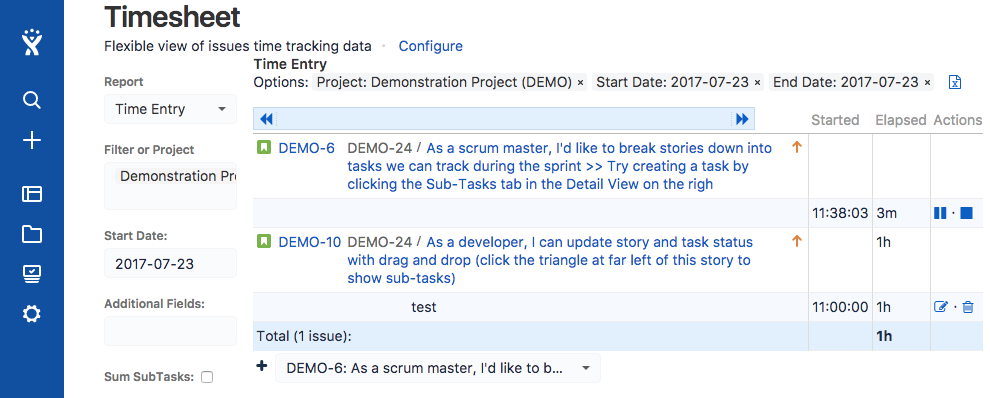 Timesheet
Flexible view of issues time tracking data · Configure
Report
Time Entry
Filter or Project
Demonstration Pr
Start Date:
2017-07-23
Additional Fields:
Sum SubTasks:
Time Entry
Options: Project: Demonstration Project (DEMO) × Start Date: 2017-07-23 × End Date: 2017-07-23 ×
Started Elapsed Actions
DEMO-6 DEMO-24 / As a scrum master, I'd like to break stories down into
tasks we can track during the sprint >> Try creating a task by
clicking the Sub-Tasks tab in the Detail View on the righ
11:38:03 3m ·
DEMO-10 DEMO-24 / As a developer, I can update story and task status 1h
with drag and drop (click the triangle at far left of this story to
show sub-tasks)
test 11:00:00 1h ·
Total (1 issue): 1h
DEMO-6: As a scrum master, I'd like to b...